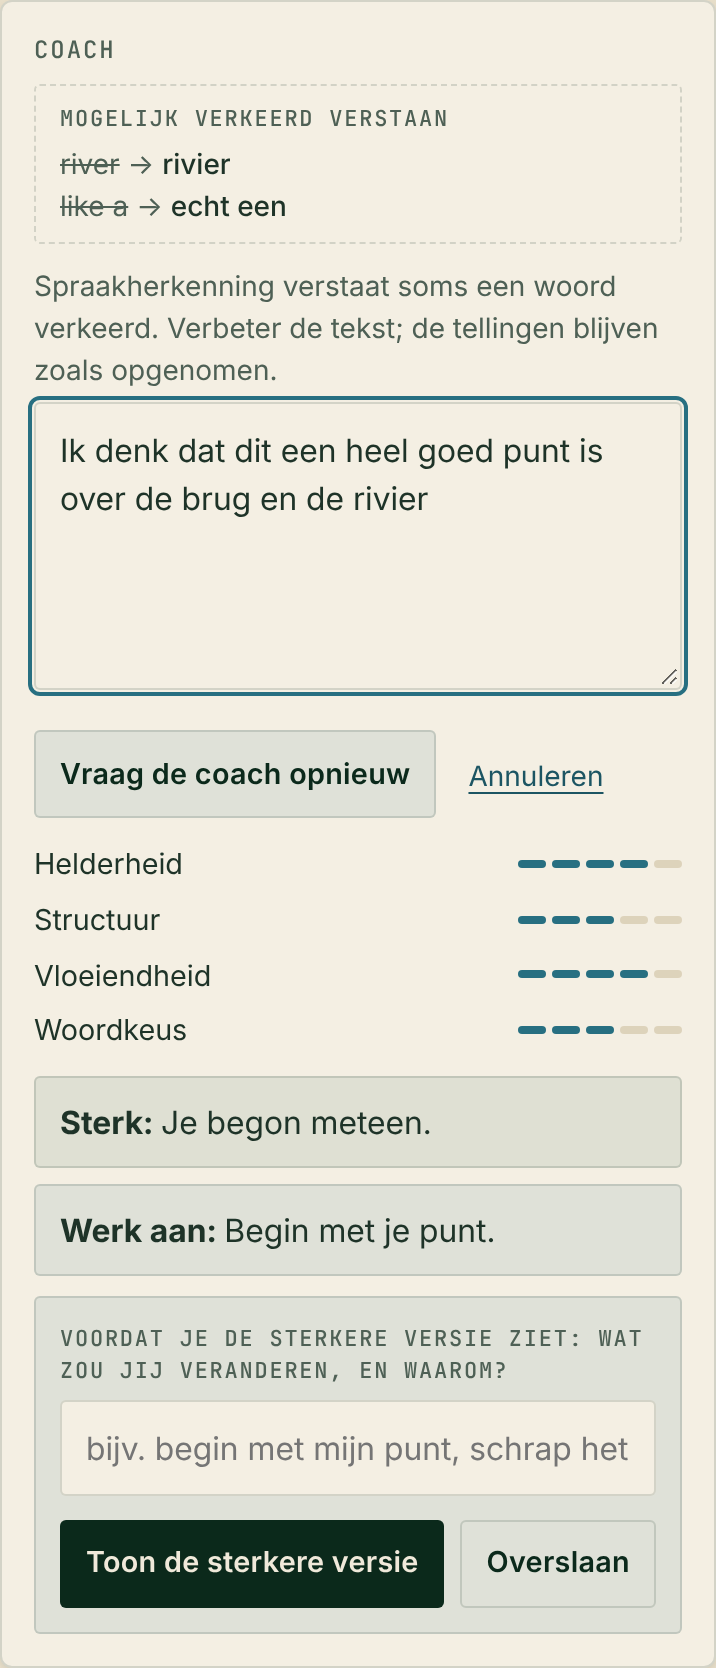 COACH
MOGELIJK VERKEERD VERSTAAN
river → rivier
like a → echt een
Spraakherkenning verstaat soms een woord
verkeerd. Verbeter de tekst; de tellingen blijven
zoals opgenomen.
Ik denk dat dit een heel goed punt is
over de brug en de rivier
Vraag de coach opnieuw Annuleren
Helderheid
Structuur
Vloeiendheid
Woordkeus
Sterk: Je begon meteen.
Werk aan: Begin met je punt.
VOORDAT JE DE STERKERE VERSIE ZIET: WAT
ZOU JIJ VERANDEREN, EN WAAROM?
bijv. begin met mijn punt, schrap het
Toon de sterkere versie Overslaan